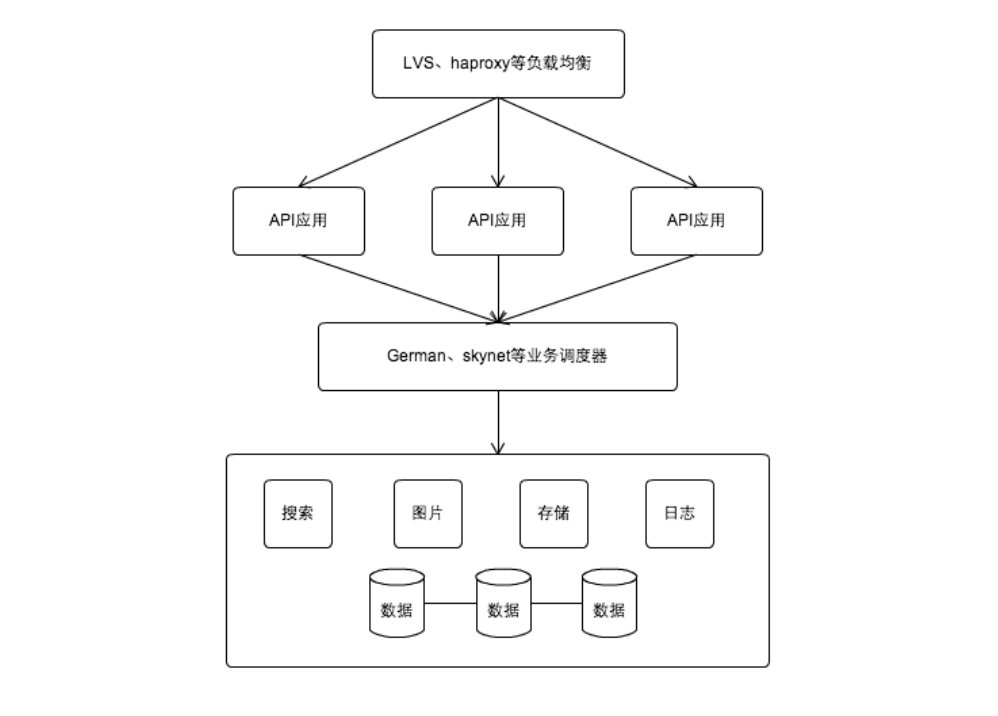 LVS、haproxy等负载均衡
API应用
API应用
API应用
German、skynet等业务调度器
搜索
图片
存储
日志
数据
数据
数据